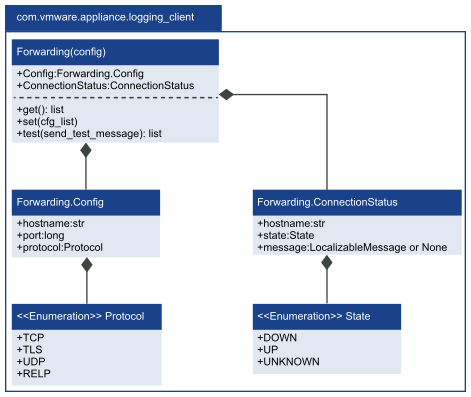 com.vmware.appliance.logging_client
Forwarding(config)
+Config:Forwarding.Config
+ConnectionStatus:ConnectionStatus
+get(): list
+set(cfg_list)
+test(send_test_message): list
Forwarding.Config
+hostname:str
+port:long
+protocol:Protocol
Forwarding.ConnectionStatus
+hostname:str
+state:State
+message:LocalizableMessage or None
<<Enumeration>> Protocol
+TCP
+TLS
+UDP
+RELP
<<Enumeration>> State
+DOWN
+UP
+UNKNOWN